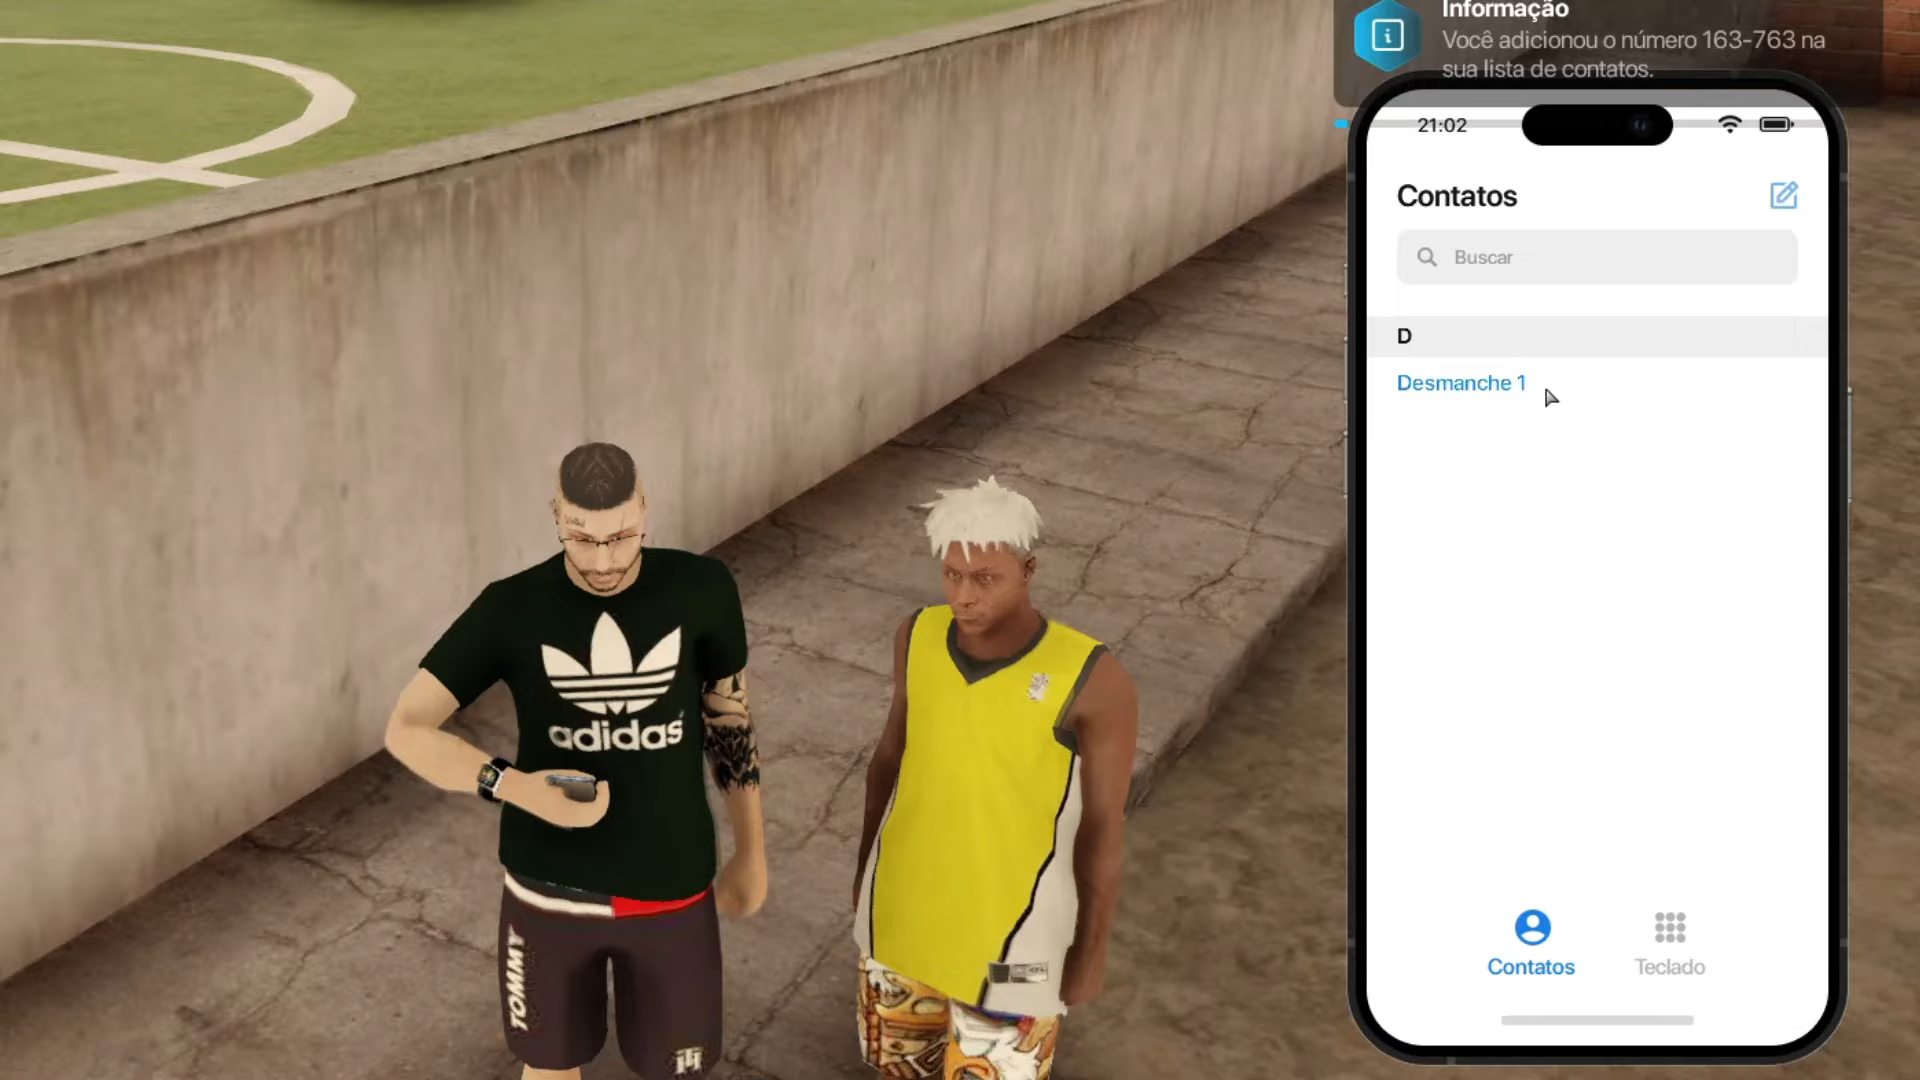 Informação
Você adicionou o número 163-763 na
sua lista de contatos.
21:02
Contatos
Buscar
D
Desmanche 1
adidas
TOMMY
Contatos
Teclado